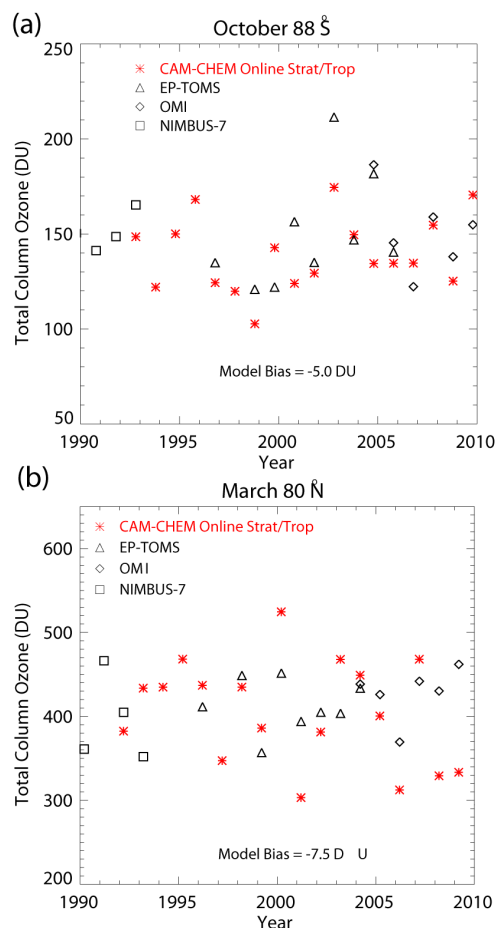 (a)
October 88 S̊
CAM-CHEM Online Strat/Trop
EP-TOMS
OMI
NIMBUS-7
Total Column Ozone (DU)
250
200
150
100
50
Model Bias = -5.0 DU
1990 1995 2000 2005 2010
Year
(b)
March 80 N̊
CAM-CHEM Online Strat/Trop
EP-TOMS
OM I
NIMBUS-7
Total Column Ozone (DU)
600
500
400
300
200
Model Bias = -7.5 D U
1990 1995 2000 2005 2010
Year